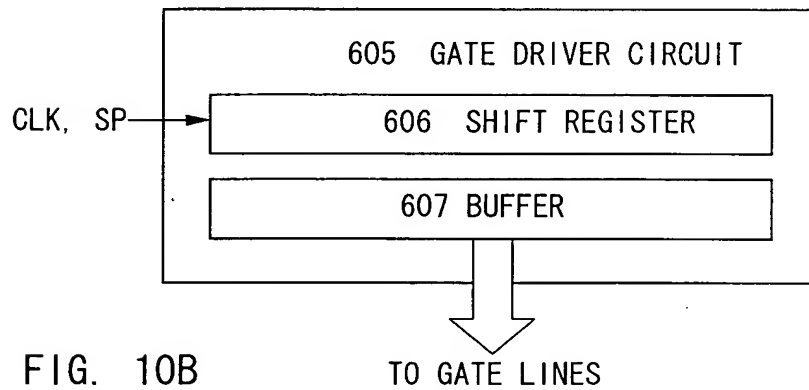 605 GATE DRIVER CIRCUIT
CLK, SP
606 SHIFT REGISTER
607 BUFFER
FIG. 10B
TO GATE LINES